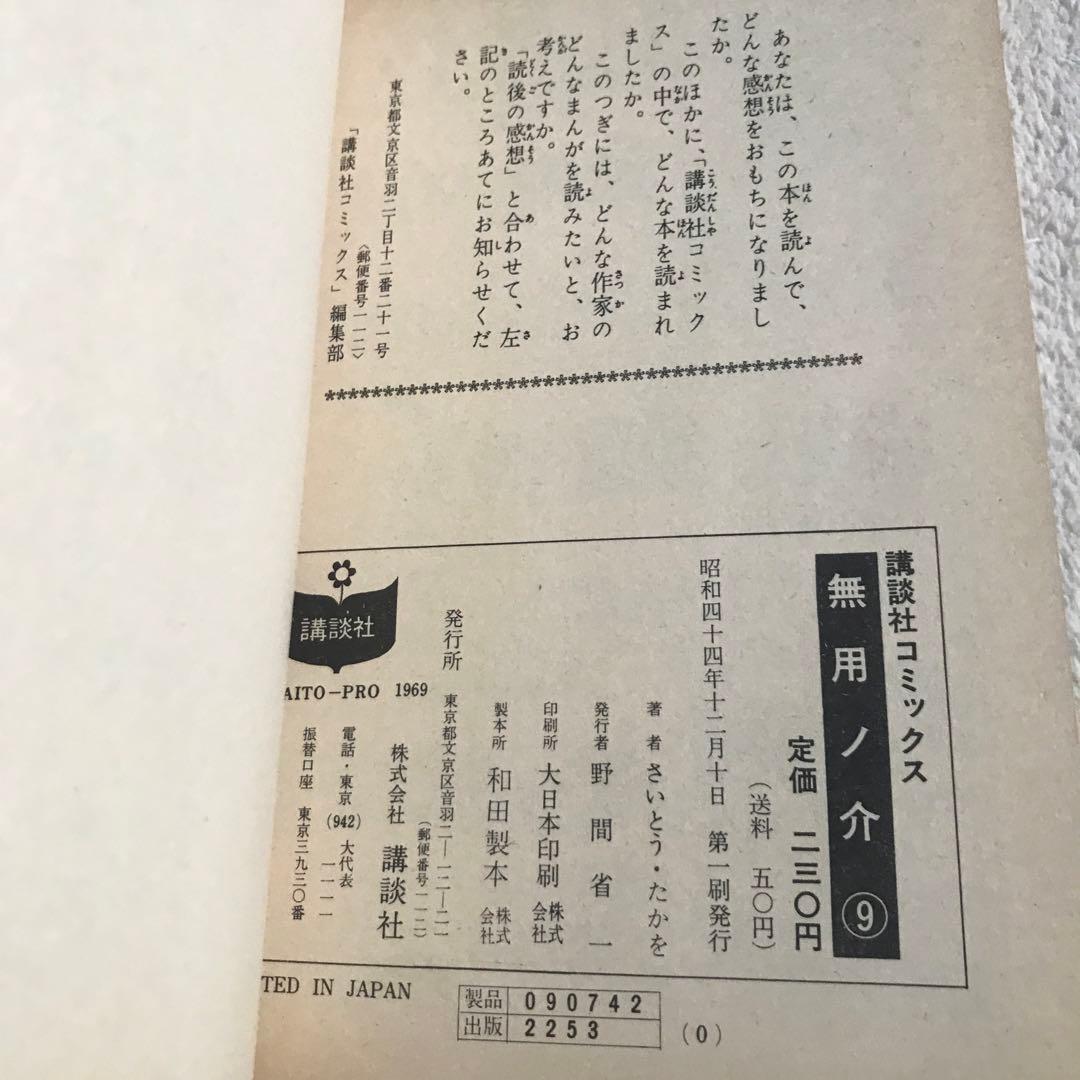 あなたは、この本を読んで、
どんな感想をおもちになりまし
たか。
このほかに、「講談社コミック
ス」の中で、どんな本を読まれ
ましたか。
このつぎには、どんな作家の
どんなまんがを読みたいと、お
考えですか。
「読後の感想」と合わせて、左
記のところあてにお知らせくだ
さい。
東京都文京区音羽二丁目十二番二十一号
〈郵便番号一一二〉
「講談社コミックス」編集部
****************************************************
講談社コミックス
無用ノ介 ⑨
定価 二三〇円
(送料 五〇円)
昭和四十四年十二月十日 第一刷発行
著者 さいとう・たかを
発行者 野間省一
印刷所 大日本印刷 株式会社
製本所 和田製本 株式会社
発行所 東京都文京区音羽二—一二—二一
(郵便番号一一二)
株式会社 講談社
電話・東京(942)大代表一一一一
振替口座 東京三九三〇番
講談社
AITO—PRO 1969
TED IN JAPAN
製品 090742
出版 2253
(0)